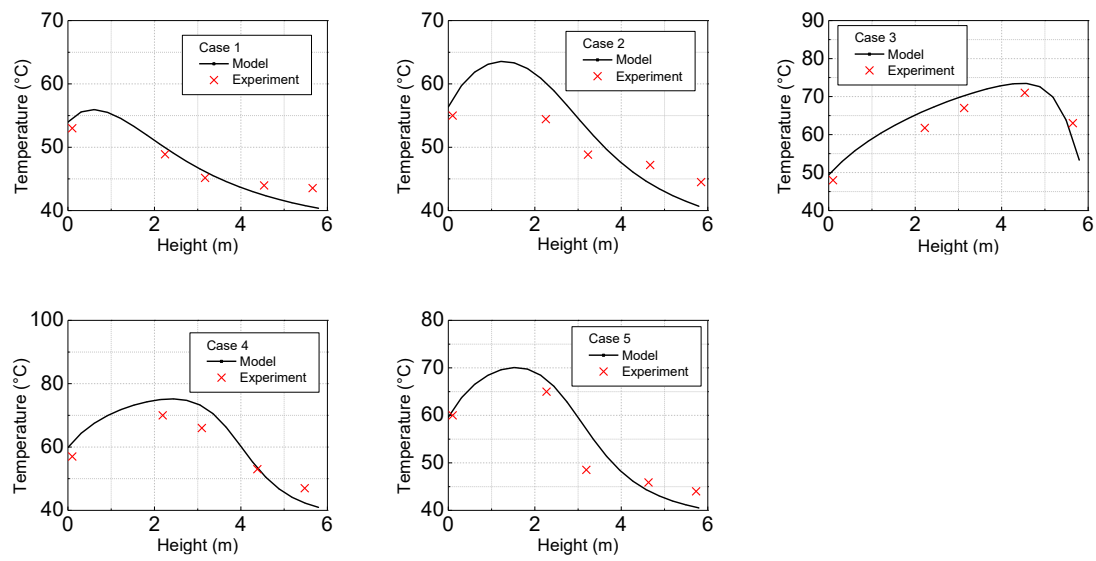 70
60
50
40
0
2
4
6
Temperature (°C)
Height (m)
Case 1
Model
Experiment
70
60
50
40
0
2
4
6
Temperature (°C)
Height (m)
Case 2
Model
Experiment
90
80
70
60
50
40
0
2
4
6
Temperature (°C)
Height (m)
Case 3
Model
Experiment
100
80
60
40
0
2
4
6
Temperature (°C)
Height (m)
Case 4
Model
Experiment
80
70
60
50
40
0
2
4
6
Temperature (°C)
Height (m)
Case 5
Model
Experiment